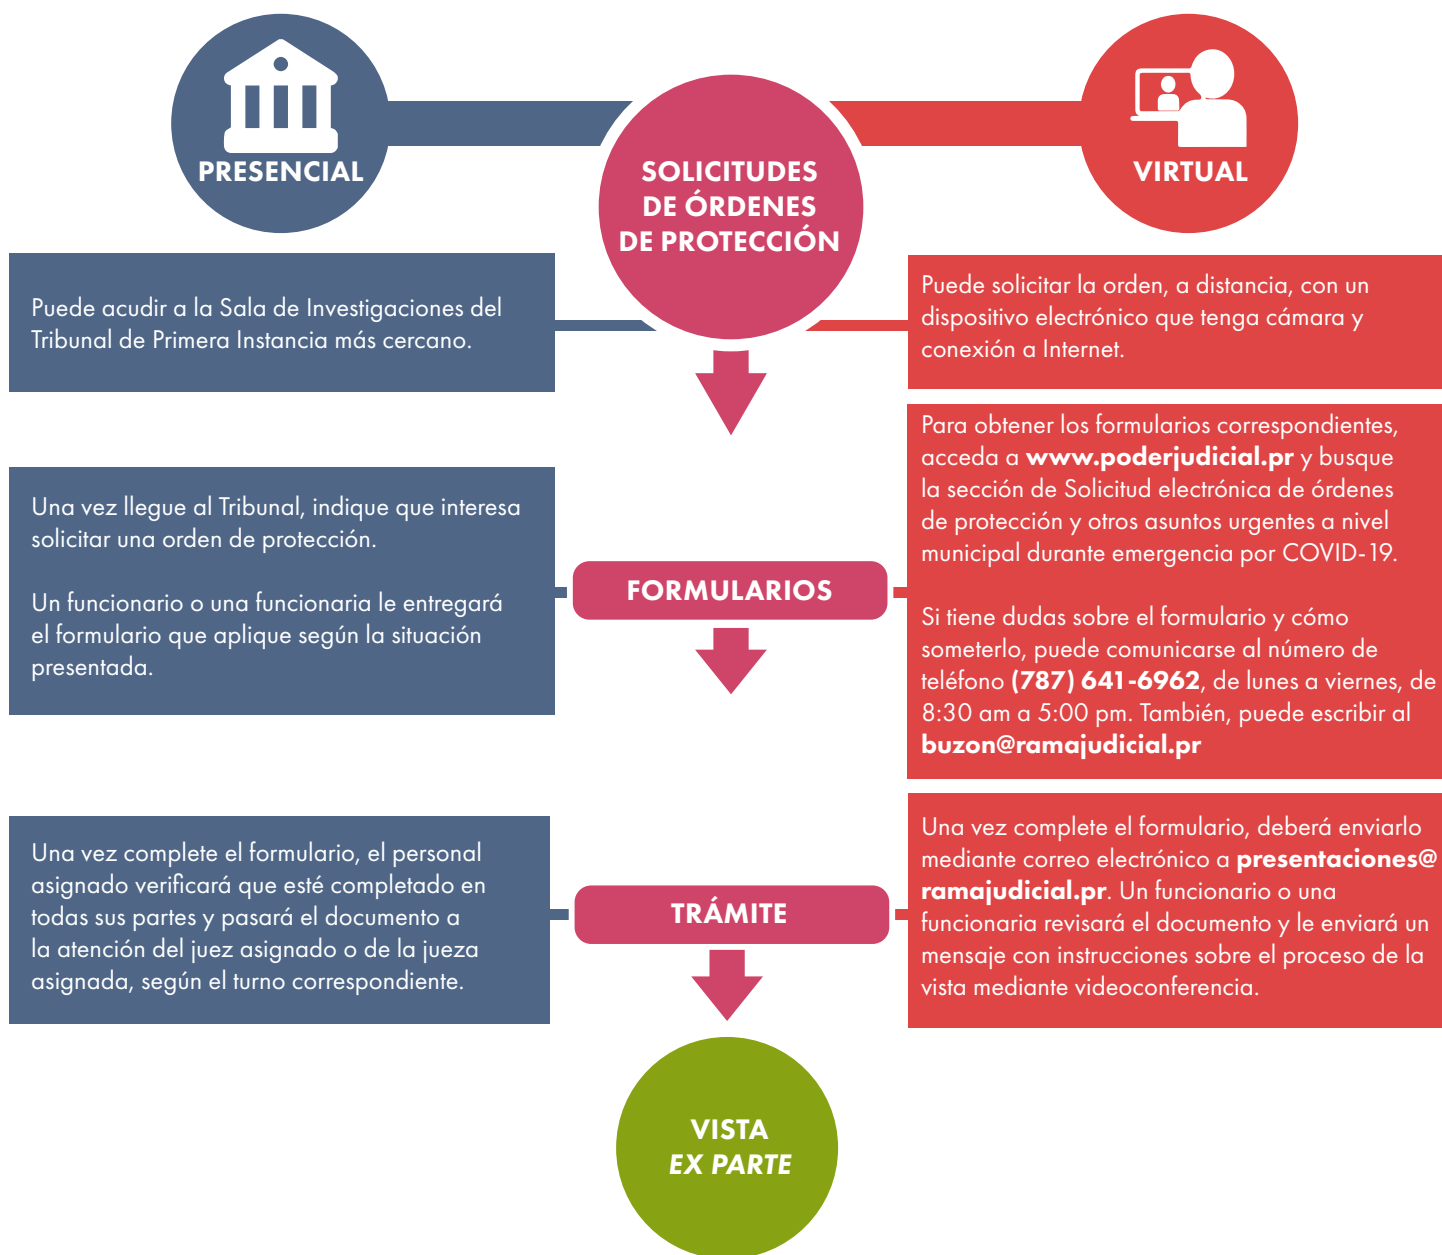 PRESENCIAL
SOLICITUDES
DE ÓRDENES
DE PROTECCIÓN
VIRTUAL
Puede acudir a la Sala de Investigaciones del
Tribunal de Primera Instancia más cercano.
Puede solicitar la orden, a distancia, con un
dispositivo electrónico que tenga cámara y
conexión a Internet.
Una vez llegue al Tribunal, indique que interesa
solicitar una orden de protección.
Un funcionario o una funcionaria le entregará
el formulario que aplique según la situación
presentada.
FORMULARIOS
Para obtener los formularios correspondientes,
acceda a www.poderjudicial.pr y busque
la sección de Solicitud electrónica de órdenes
de protección y otros asuntos urgentes a nivel
municipal durante emergencia por COVID-19.
Si tiene dudas sobre el formulario y cómo
someterlo, puede comunicarse al número de
teléfono (787) 641-6962, de lunes a viernes, de
8:30 am a 5:00 pm. También, puede escribir al
buzon@ramajudicial.pr
Una vez complete el formulario, el personal
asignado verificará que esté completado en
todas sus partes y pasará el documento a
la atención del juez asignado o de la jueza
asignada, según el turno correspondiente.
TRÁMITE
Una vez complete el formulario, deberá enviarlo
mediante correo electrónico a presentaciones@
ramajudicial.pr. Un funcionario o una
funcionaria revisará el documento y le enviará un
mensaje con instrucciones sobre el proceso de la
vista mediante videoconferencia.
VISTA
EX PARTE